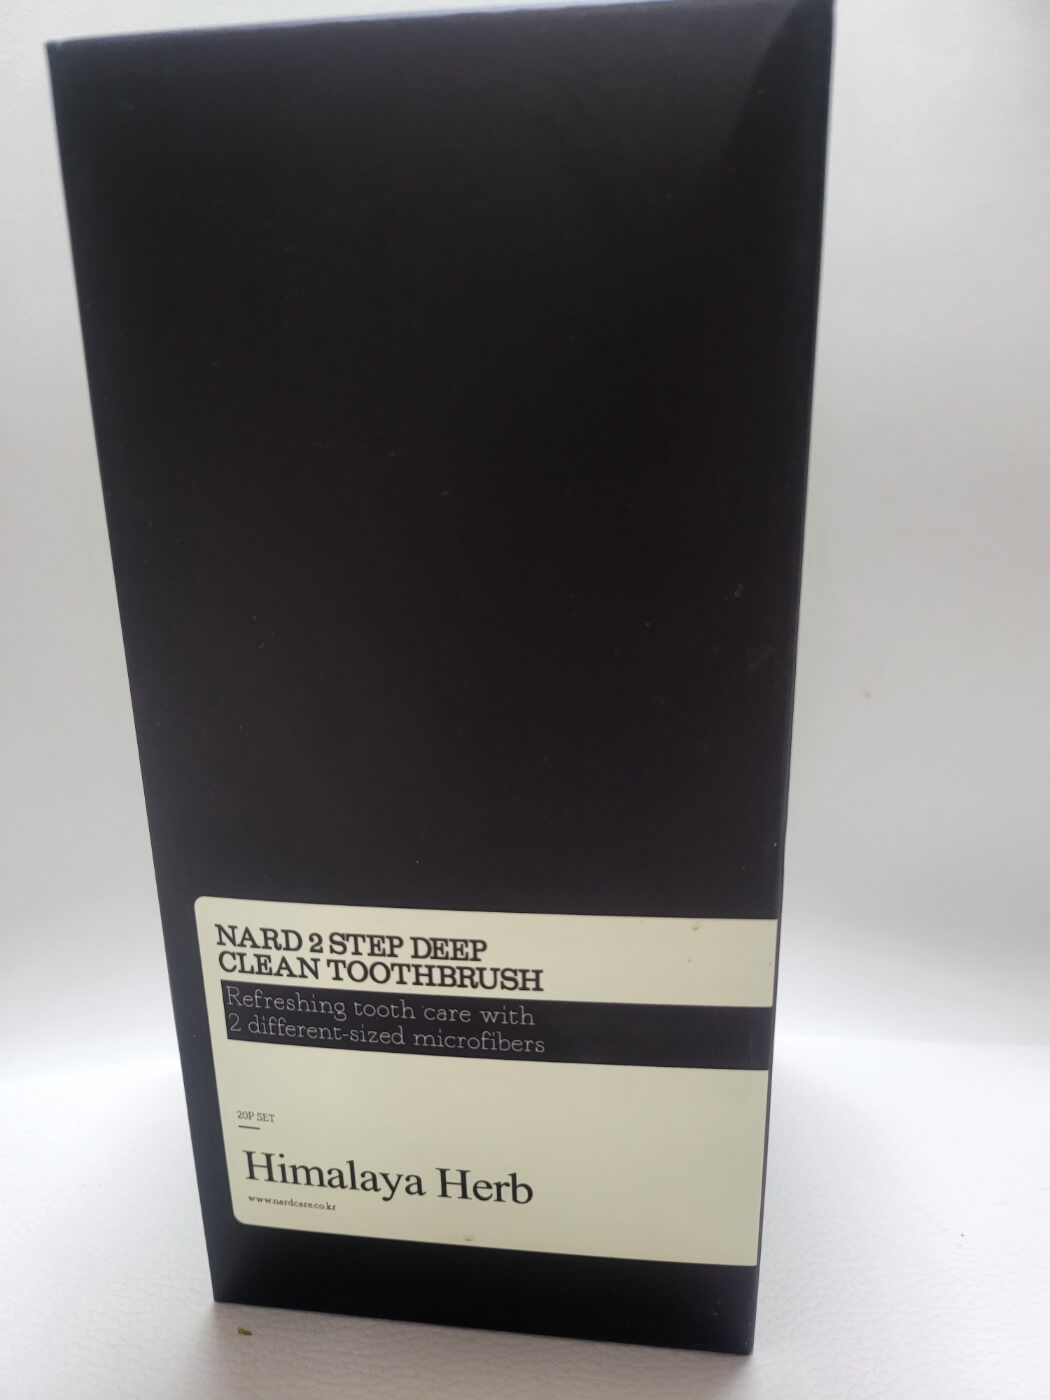 NARD 2 STEP DEEP
CLEAN TOOTHBRUSH
Refreshing tooth care with
2 different-sized microfibers
20P SET
Himalaya Herb
www.nardcare.co.kr